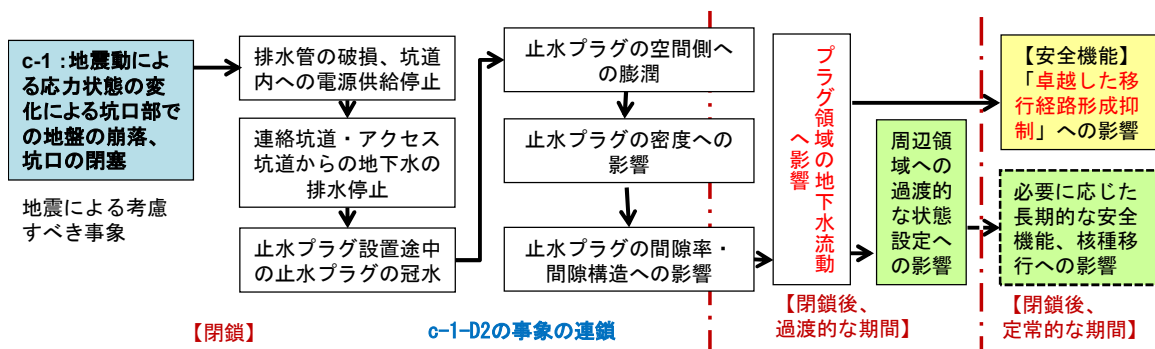 c-1：地震動によ
る応力状態の変
化による坑口部で
の地盤の崩落、
坑口の閉塞
地震による考慮
すべき事象
排水管の破損、坑道
内への電源供給停止
連絡坑道・アクセス
坑道からの地下水の
排水停止
止水プラグ設置途中
の止水プラグの冠水
【閉鎖】
止水プラグの空間側へ
の膨潤
止水プラグの密度への
影響
止水プラグの間隙率・
間隙構造への影響
c-1-D2の事象の連鎖
プラグ領域の地下水流動
へ影響
周辺領
域への
過渡的
な状態
設定へ
の影響
【閉鎖後、
過渡的な期間】
【安全機能】
「卓越した移
行経路形成抑
制」への影響
必要に応じた
長期的な安全
機能、核種移
行への影響
【閉鎖後、
定常的な期間】